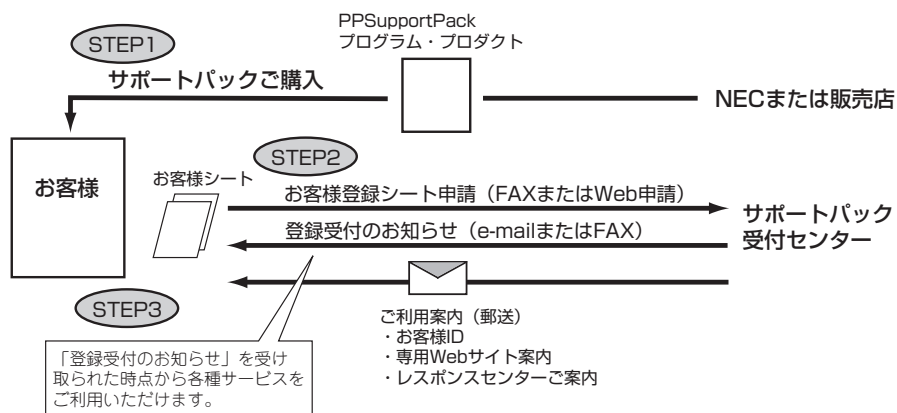 PPSupportPack
プログラム・プロダクト
STEP1
サポートパックご購入
NECまたは販売店
お客様
STEP2
お客様シート
お客様登録シート申請（FAXまたはWeb申請）
登録受付のお知らせ（e-mailまたはFAX）
サポートパック
受付センター
STEP3
ご利用案内（郵送）
・お客様ID
・専用Webサイト案内
・レスポンスセンターご案内
「登録受付のお知らせ」を受け
取られた時点から各種サービスを
ご利用いただけます。